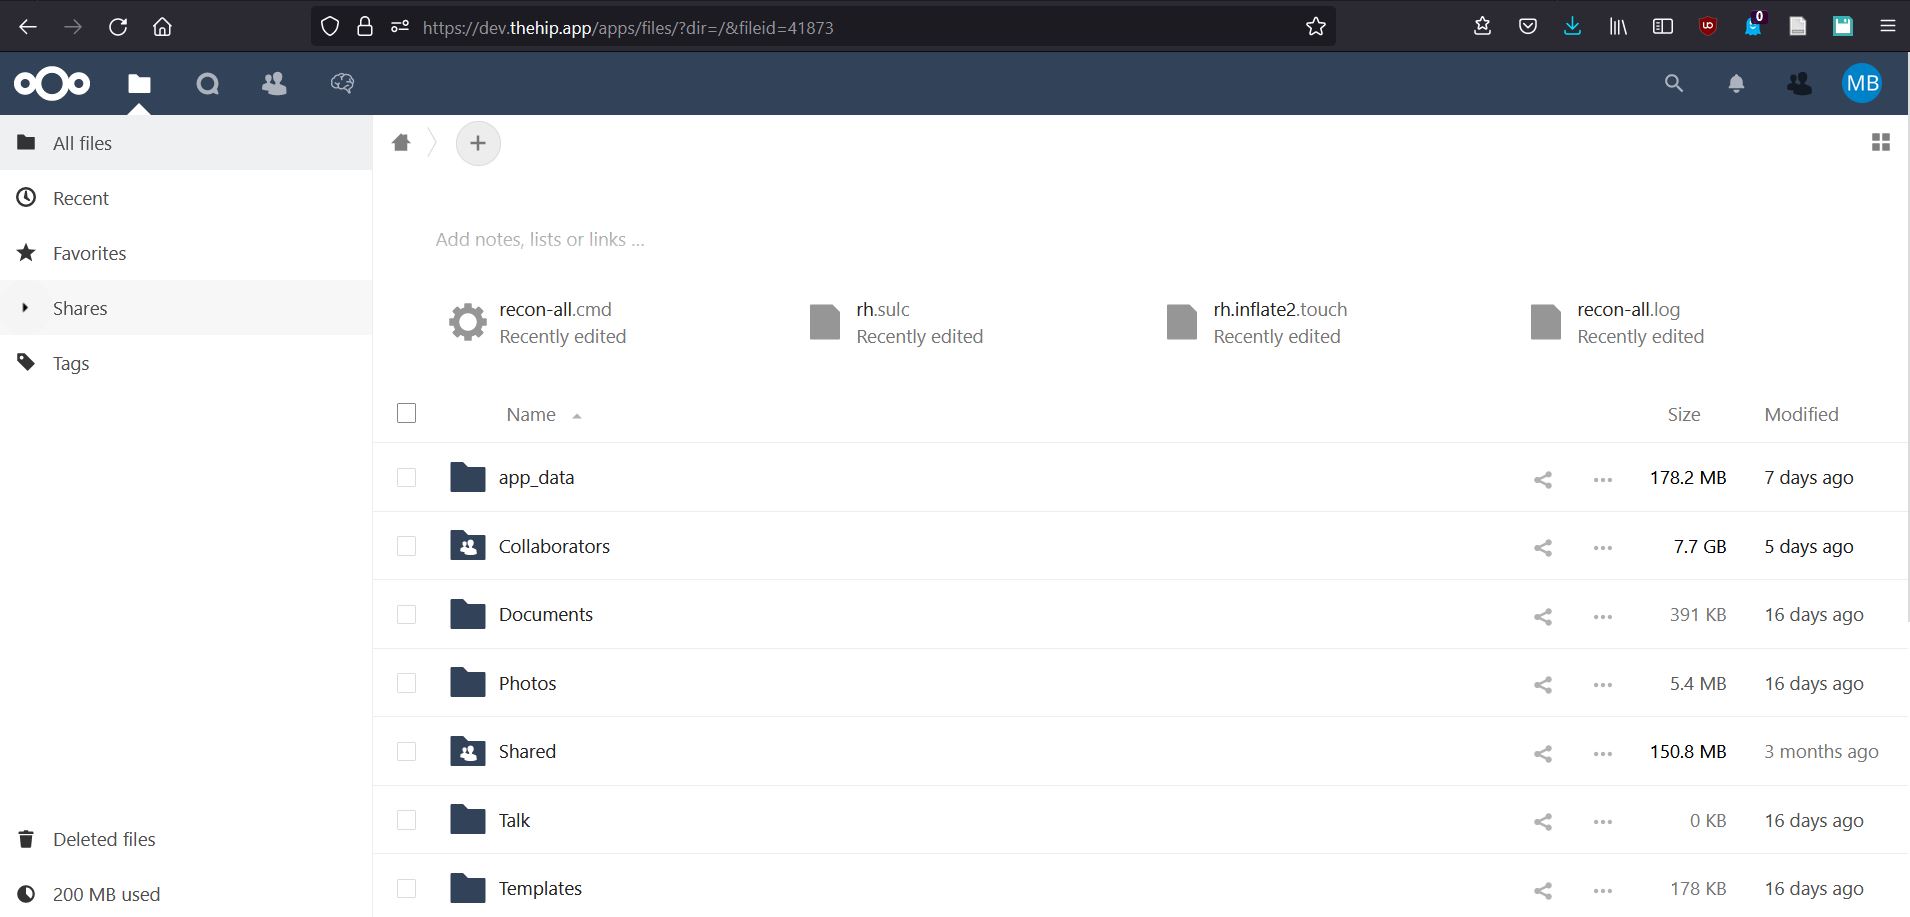 https://dev.thehip.app/apps/files/?dir=/&fileid=41873
0
MB
All files
Recent
Favorites
Shares
Tags
Deleted files
200 MB used
+
Add notes, lists or links ...
recon-all.cmd
Recently edited
rh.sulc
Recently edited
rh.inflate2.touch
Recently edited
recon-all.log
Recently edited
Name Size Modified
app_data 178.2 MB 7 days ago
Collaborators 7.7 GB 5 days ago
Documents 391 KB 16 days ago
Photos 5.4 MB 16 days ago
Shared 150.8 MB 3 months ago
Talk 0 KB 16 days ago
Templates 178 KB 16 days ago